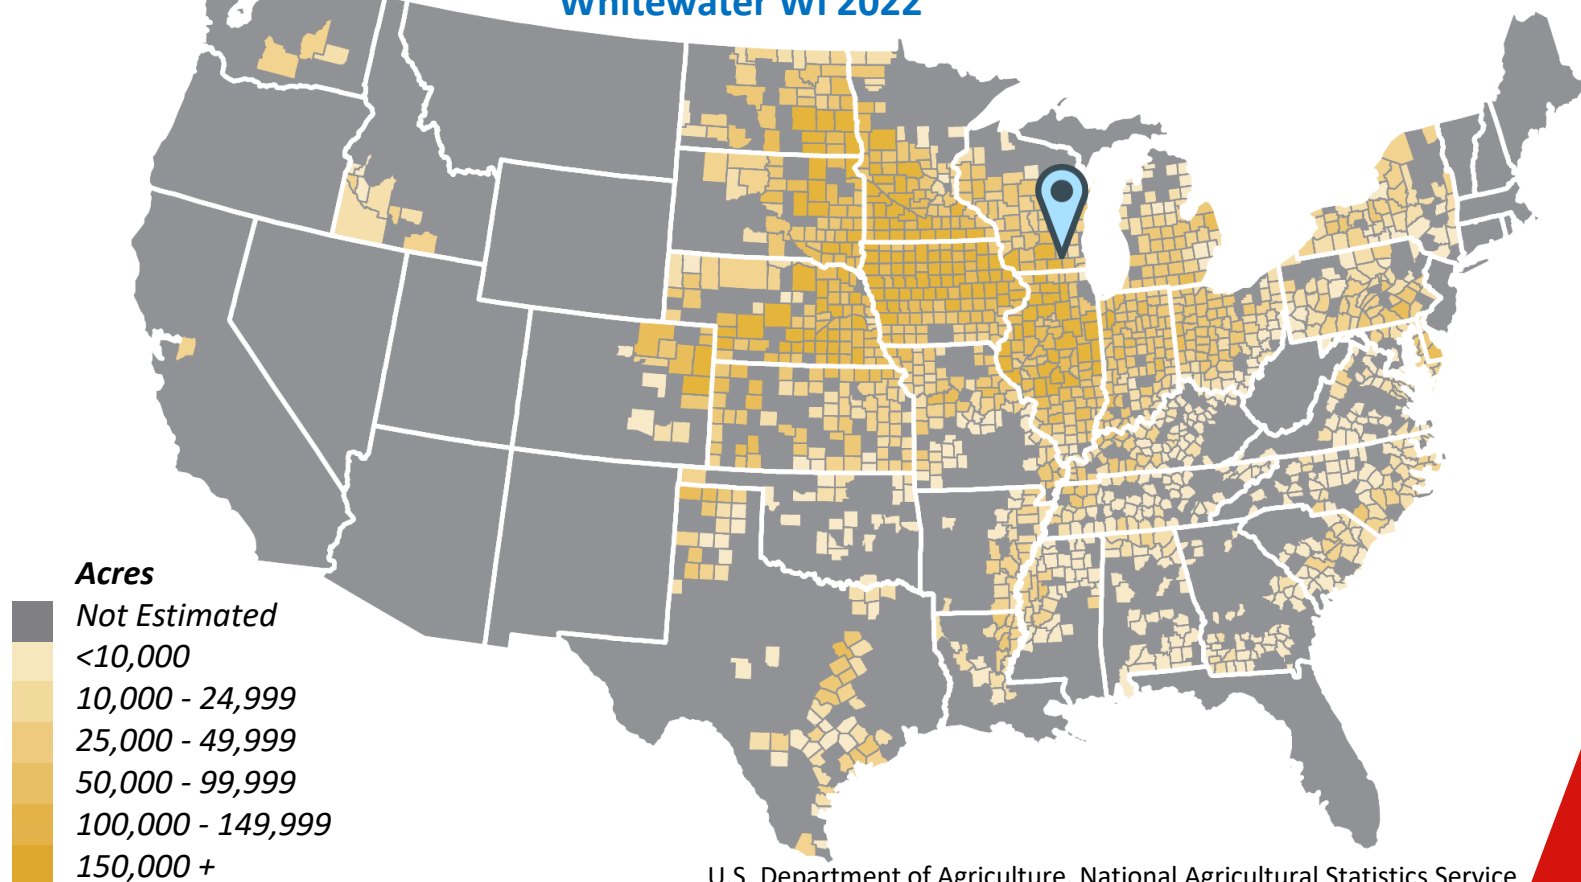 Whitewater WI 2022
Acres
Not Estimated
<10,000
10,000 - 24,999
25,000 - 49,999
50,000 - 99,999
100,000 - 149,999
150,000 +
U.S. Department of Agriculture, National Agricultural Statistics Service